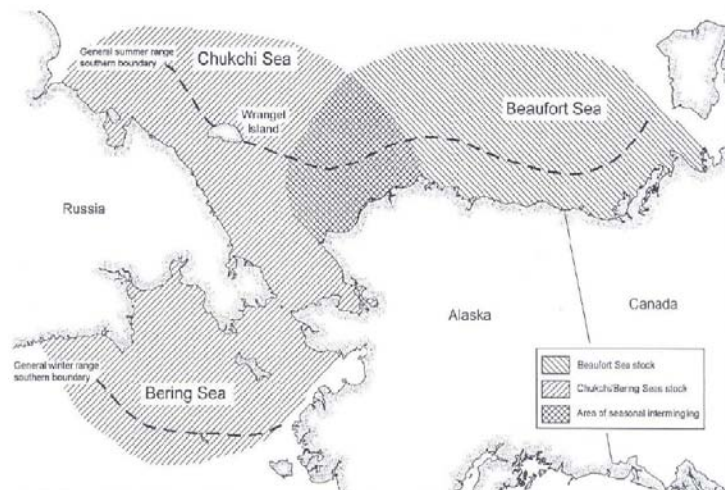 General summer range
southern boundary
Chukchi Sea
Wrangel
Island
Beaufort Sea
Russia
Alaska
Canada
General winter range
southern boundary
Bering Sea
Beaufort Sea stock
Chukchi/Bering Seas stock
Area of seasonal intermingling